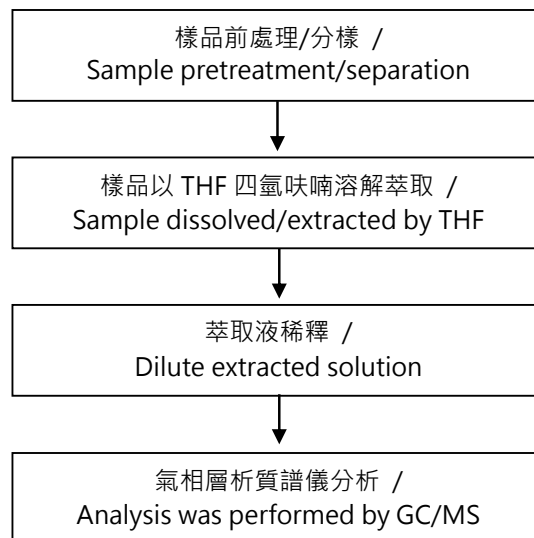 樣品前處理/分樣 /
Sample pretreatment/separation
樣品以 THF 四氫呋喃溶解萃取 /
Sample dissolved/extracted by THF
萃取液稀釋 /
Dilute extracted solution
氣相層析質譜儀分析 /
Analysis was performed by GC/MS